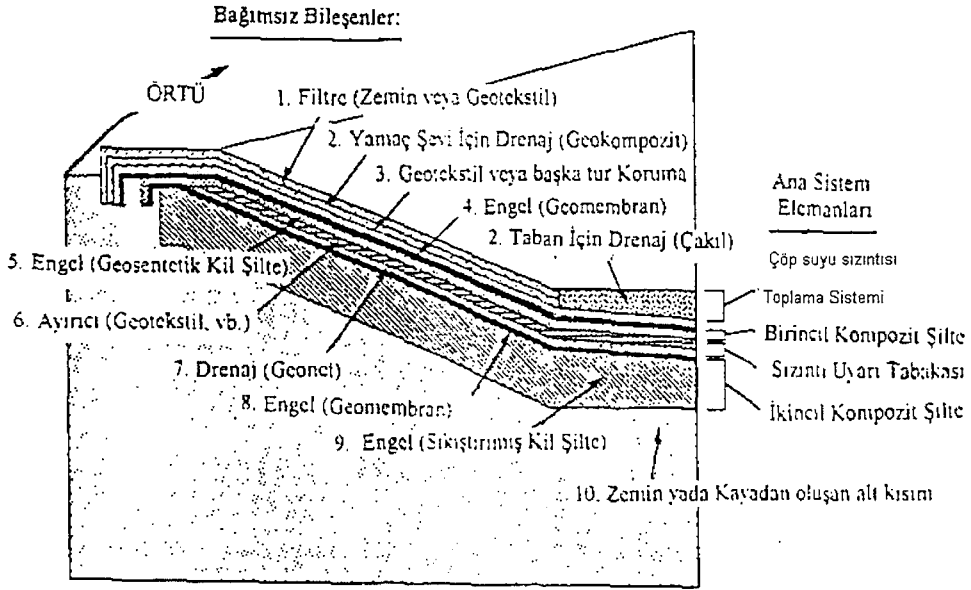 Bağımsız Bileşenler:
ÖRTÜ
1. Filtre (Zemin veya Geotekstil)
2. Yamaç Şevi İçin Drenaj (Geokompozit)
3. Geotekstil veya başka tur Koruma
4. Engel (Geomembran)
2. Taban İçin Drenaj (Çakıl)
5. Engel (Geosentetik Kil Şilte)
6. Ayırıcı (Geotekstil, vb.)
7. Drenaj (Geonet)
8. Engel (Geomembran)
9. Engel (Sıkıştırılmış Kil Şilte)
10. Zemin yada Kayadan oluşan alt kısım
Ana Sistem
Elemanları
Çöp suyu sızıntısı
Toplama Sistemi
Birincil Kompozit Şilte
Sızıntı Uyarı Tabakası
İkincil Kompozit Şilte